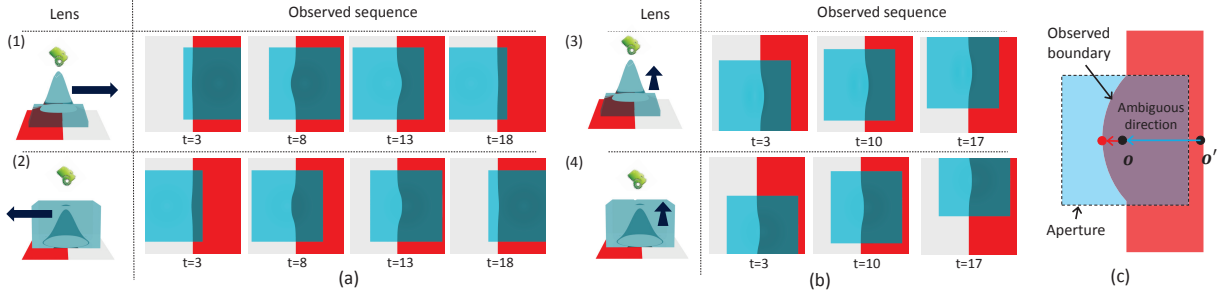 Lens
Observed sequence
(1)
t=3
t=8
t=13
t=18
(2)
t=3
t=8
t=13
t=18
(a)
Lens
Observed sequence
(3)
t=3
t=10
t=17
(4)
t=3
t=10
t=17
(b)
Observed
boundary
Ambiguous
direction
o
o'
Aperture
(c)